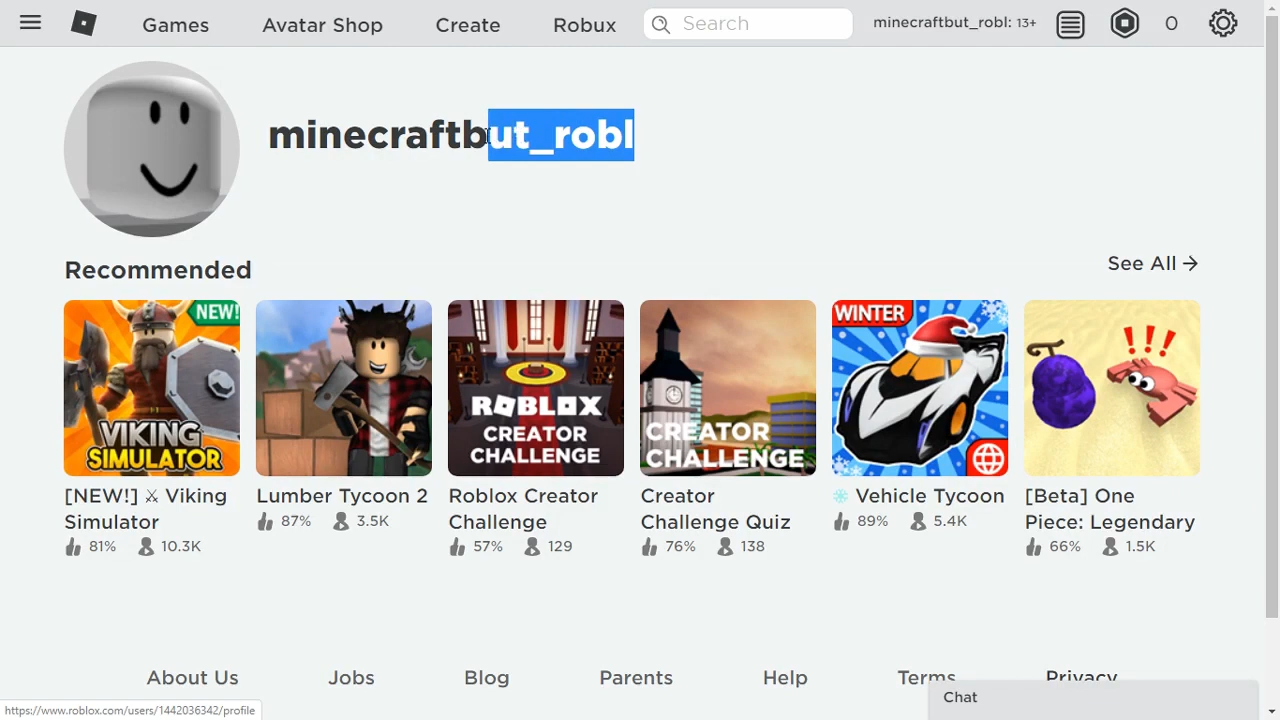 Games Avatar Shop Create Robux Search minecraftbut_robl: 13+ 0
minecraftbut_robl
Recommended
See All
NEW!
VIKING
SIMULATOR
ROBLOX
CREATOR
CHALLENGE
CREATOR
CHALLENGE
WINTER
!!!
[NEW!] ⚔ Viking
Simulator
81% 10.3K
Lumber Tycoon 2
87% 3.5K
Roblox Creator
Challenge
57% 129
Creator
Challenge Quiz
76% 138
❄ Vehicle Tycoon
89% 5.4K
[Beta] One
Piece: Legendary
66% 1.5K
About Us Jobs Blog Parents Help Terms Privacy
Chat
https://www.roblox.com/users/1442036342/profile